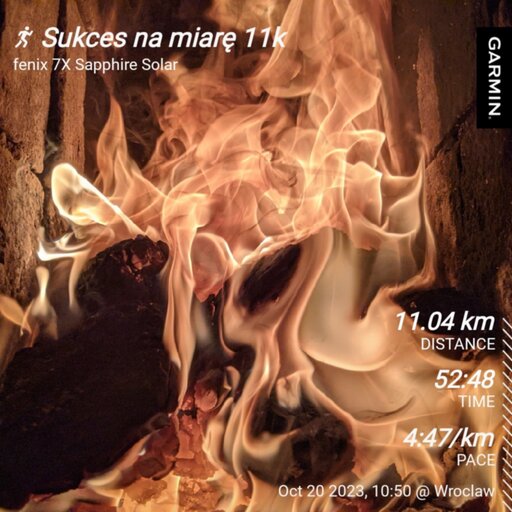 Sukces na miarę 11k
fenix 7X Sapphire Solar
GARMIN.
11.04 km
DISTANCE
52:48
TIME
4:47/km
PACE
Oct 20 2023, 10:50 @ Wroclaw